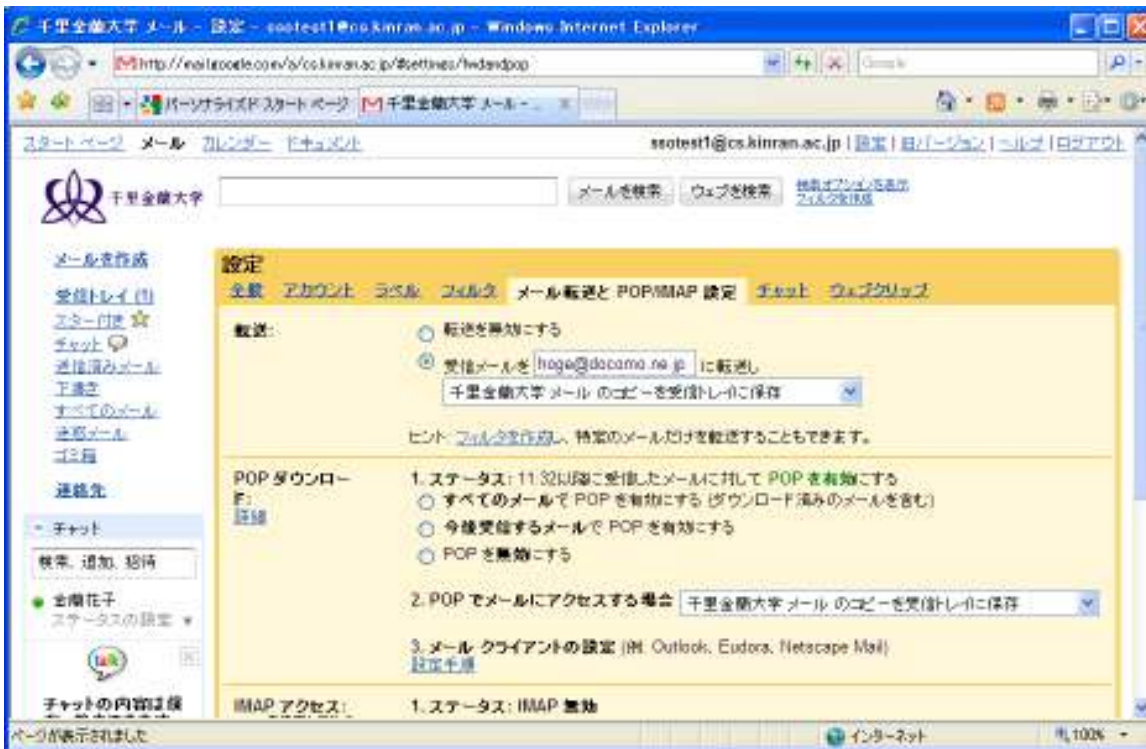 千里金蘭大学 メール - 設定 - ssotest1@cs.kinran.ac.jp - Windows Internet Explorer
http://mail.google.com/a/cs.kinran.ac.jp/#settings/fwdandpop
Google
パーソナライズド スタート ページ
千里金蘭大学 メール - ...
スタート ページ メール カレンダー ドキュメント
ssotest1@cs.kinran.ac.jp | 設定 | 旧バージョン | ヘルプ | ログアウト
千里金蘭大学
メールを検索 ウェブを検索
検索オプションを表示
フィルタを作成
メールを作成
受信トレイ (1)
スター付き
チャット
送信済みメール
下書き
すべてのメール
迷惑メール
ゴミ箱
連絡先
チャット
検索、追加、招待
金蘭花子
ステータスの設定
talk
チャットの内容は保
設定
全般 アカウント ラベル フィルタ メール転送と POP/IMAP 設定 チャット ウェブクリップ
転送:
転送を無効にする
受信メールを hoge@docomo.ne.jp に転送し
千里金蘭大学 メール のコピーを受信トレイに保存
ヒント: フィルタを作成し、特定のメールだけを転送することもできます。
POP ダウンロー
ド:
詳細
1. ステータス: 11:32以降に受信したメールに対して POP を有効にする
すべてのメールで POP を有効にする (ダウンロード済みのメールを含む)
今後受信するメールで POP を有効にする
POP を無効にする
2. POP でメールにアクセスする場合 千里金蘭大学 メール のコピーを受信トレイに保存
3. メール クライアントの設定 (例: Outlook、Eudora、Netscape Mail)
設定手順
IMAP アクセス:
1. ステータス: IMAP 無効
ページが表示されました
インターネット
100%